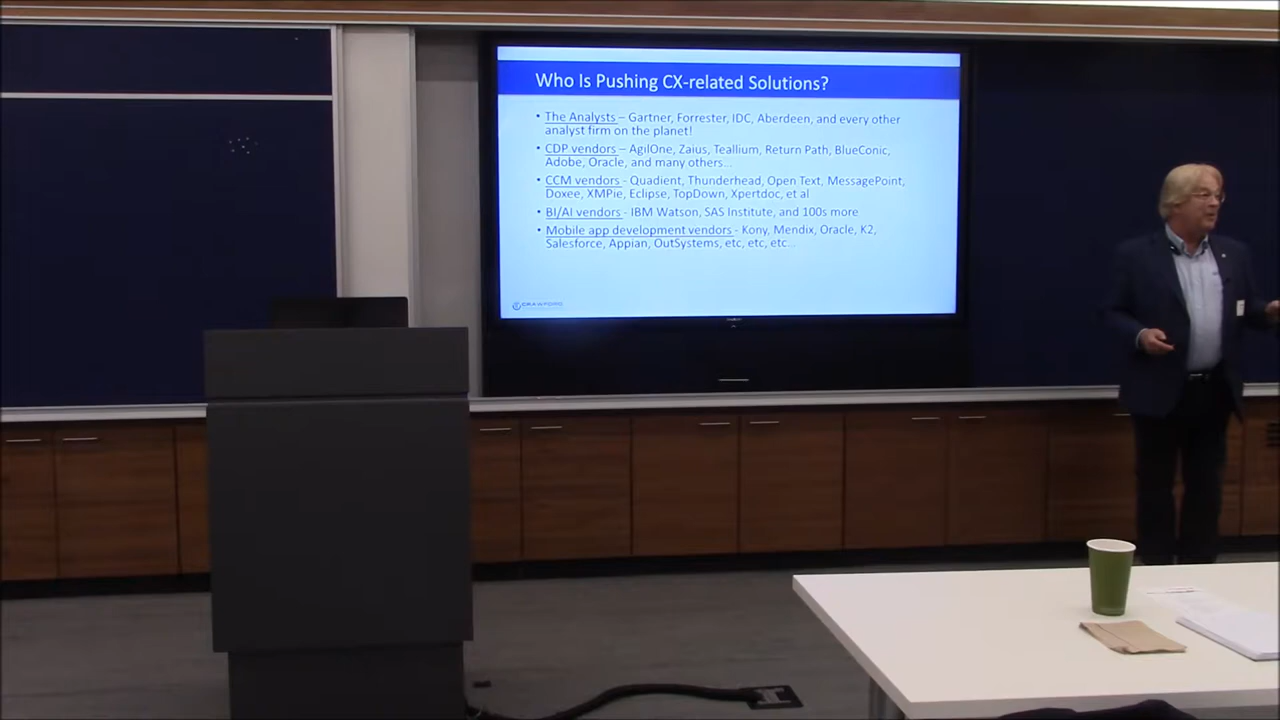 Who Is Pushing CX-related Solutions?
• The Analysts – Gartner, Forrester, IDC, Aberdeen, and every other
analyst firm on the planet!
• CDP vendors – AgilOne, Zaius, Teallium, Return Path, BlueConic,
Adobe, Oracle, and many others...
• CCM vendors - Quadient, Thunderhead, Open Text, MessagePoint,
Doxee, XMPie, Eclipse, TopDown, Xpertdoc, et al
• BI/AI vendors - IBM Watson, SAS Institute, and 100s more
• Mobile app development vendors - Kony, Mendix, Oracle, K2,
Salesforce, Appian, OutSystems, etc, etc, etc...
CRAWFORD